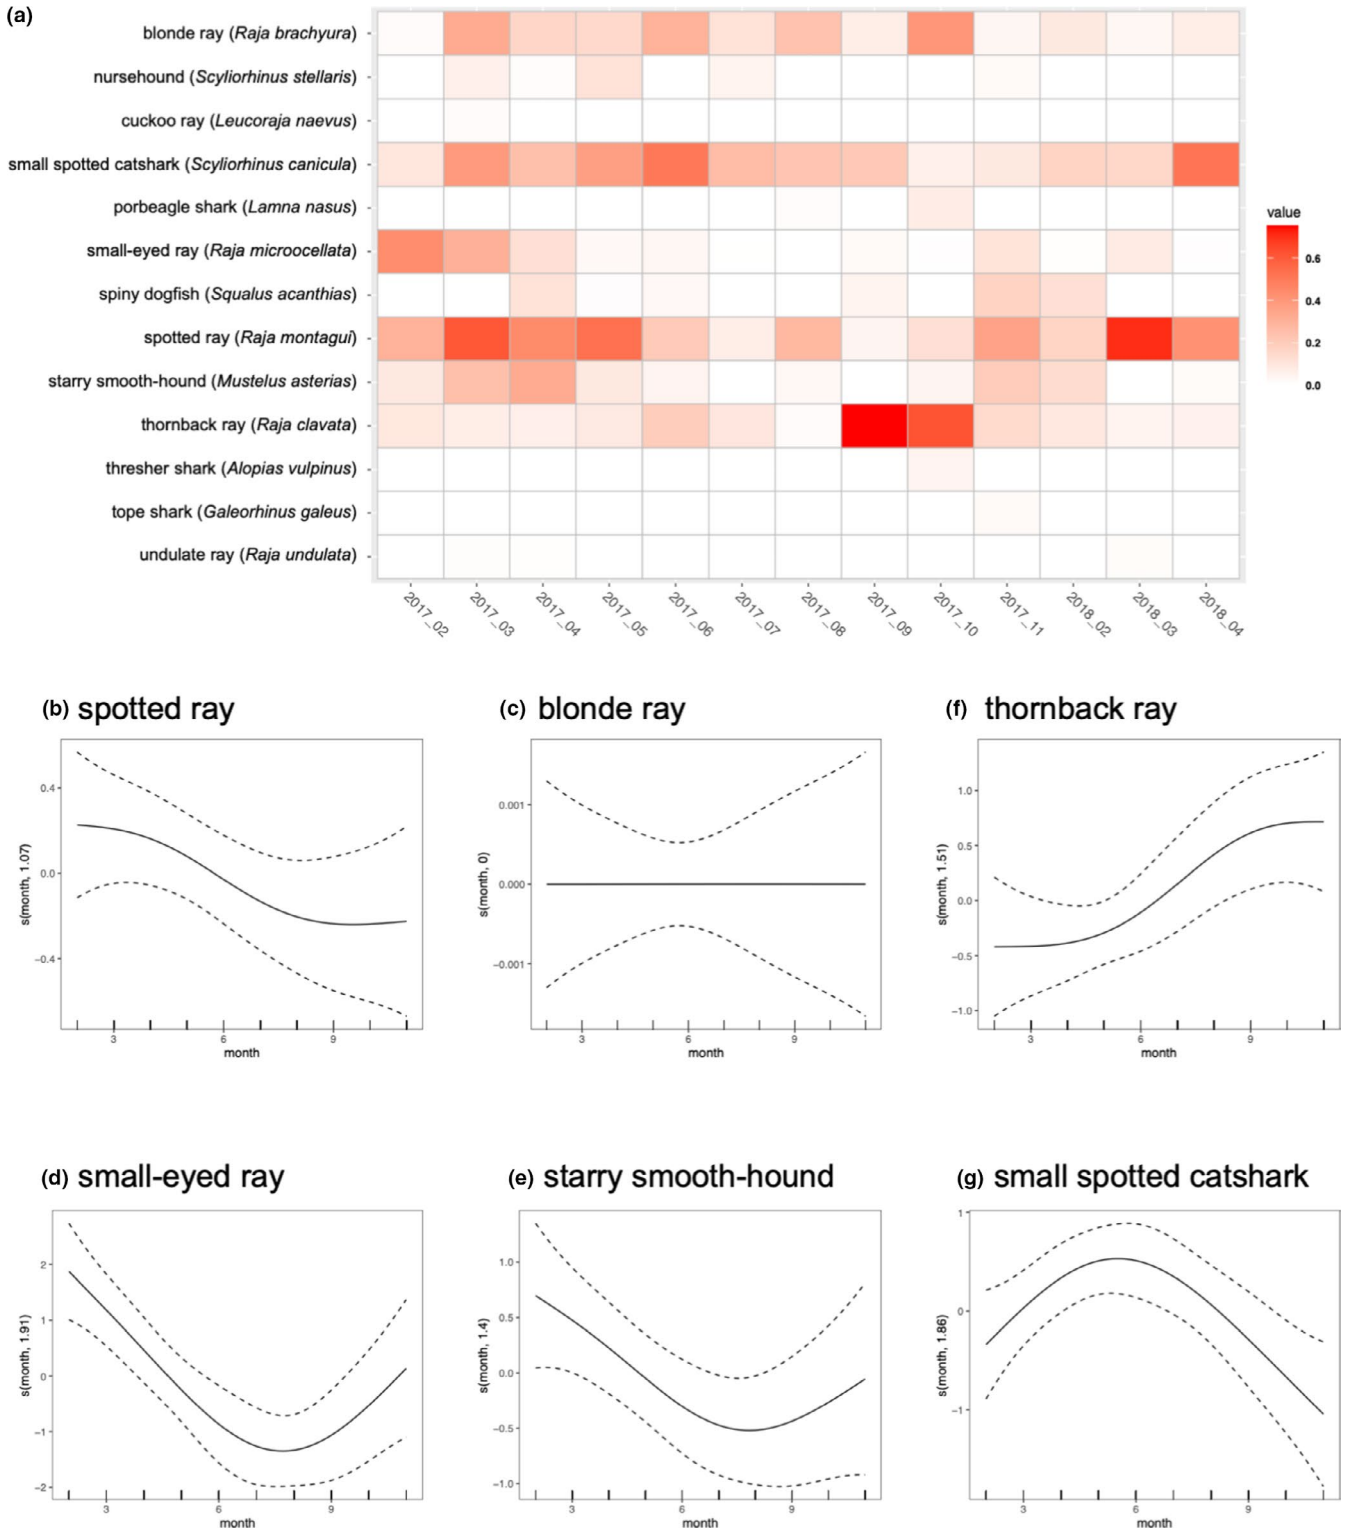 (a)
blonde ray (Raja brachyura)
nursehound (Scyliorhinus stellaris)
cuckoo ray (Leucoraja naevus)
small spotted catshark (Scyliorhinus canicula)
porbeagle shark (Lamna nasus)
small-eyed ray (Raja microocellata)
spiny dogfish (Squalus acanthias)
spotted ray (Raja montagui)
starry smooth-hound (Mustelus asterias)
thornback ray (Raja clavata)
thresher shark (Alopias vulpinus)
tope shark (Galeorhinus galeus)
undulate ray (Raja undulata)
2017_02 2017_03 2017_04 2017_05 2017_06 2017_07 2017_08 2017_09 2017_10 2017_11 2018_02 2018_03 2018_04
value
0.6
0.4
0.2
0.0
(b) spotted ray
0.4
0.0
−0.4
s(month, 1.07)
3 6 9
month
(c) blonde ray
0.001
0.000
−0.001
s(month, 0)
3 6 9
month
(f) thornback ray
1.0
0.5
0.0
−0.5
−1.0
s(month, 1.51)
3 6 9
month
(d) small-eyed ray
2
1
0
−1
−2
s(month, 1.91)
3 6 9
month
(e) starry smooth-hound
1.0
0.5
0.0
−0.5
−1.0
s(month, 1.4)
3 6 9
month
(g) small spotted catshark
1
0
−1
s(month, 1.86)
3 6 9
month